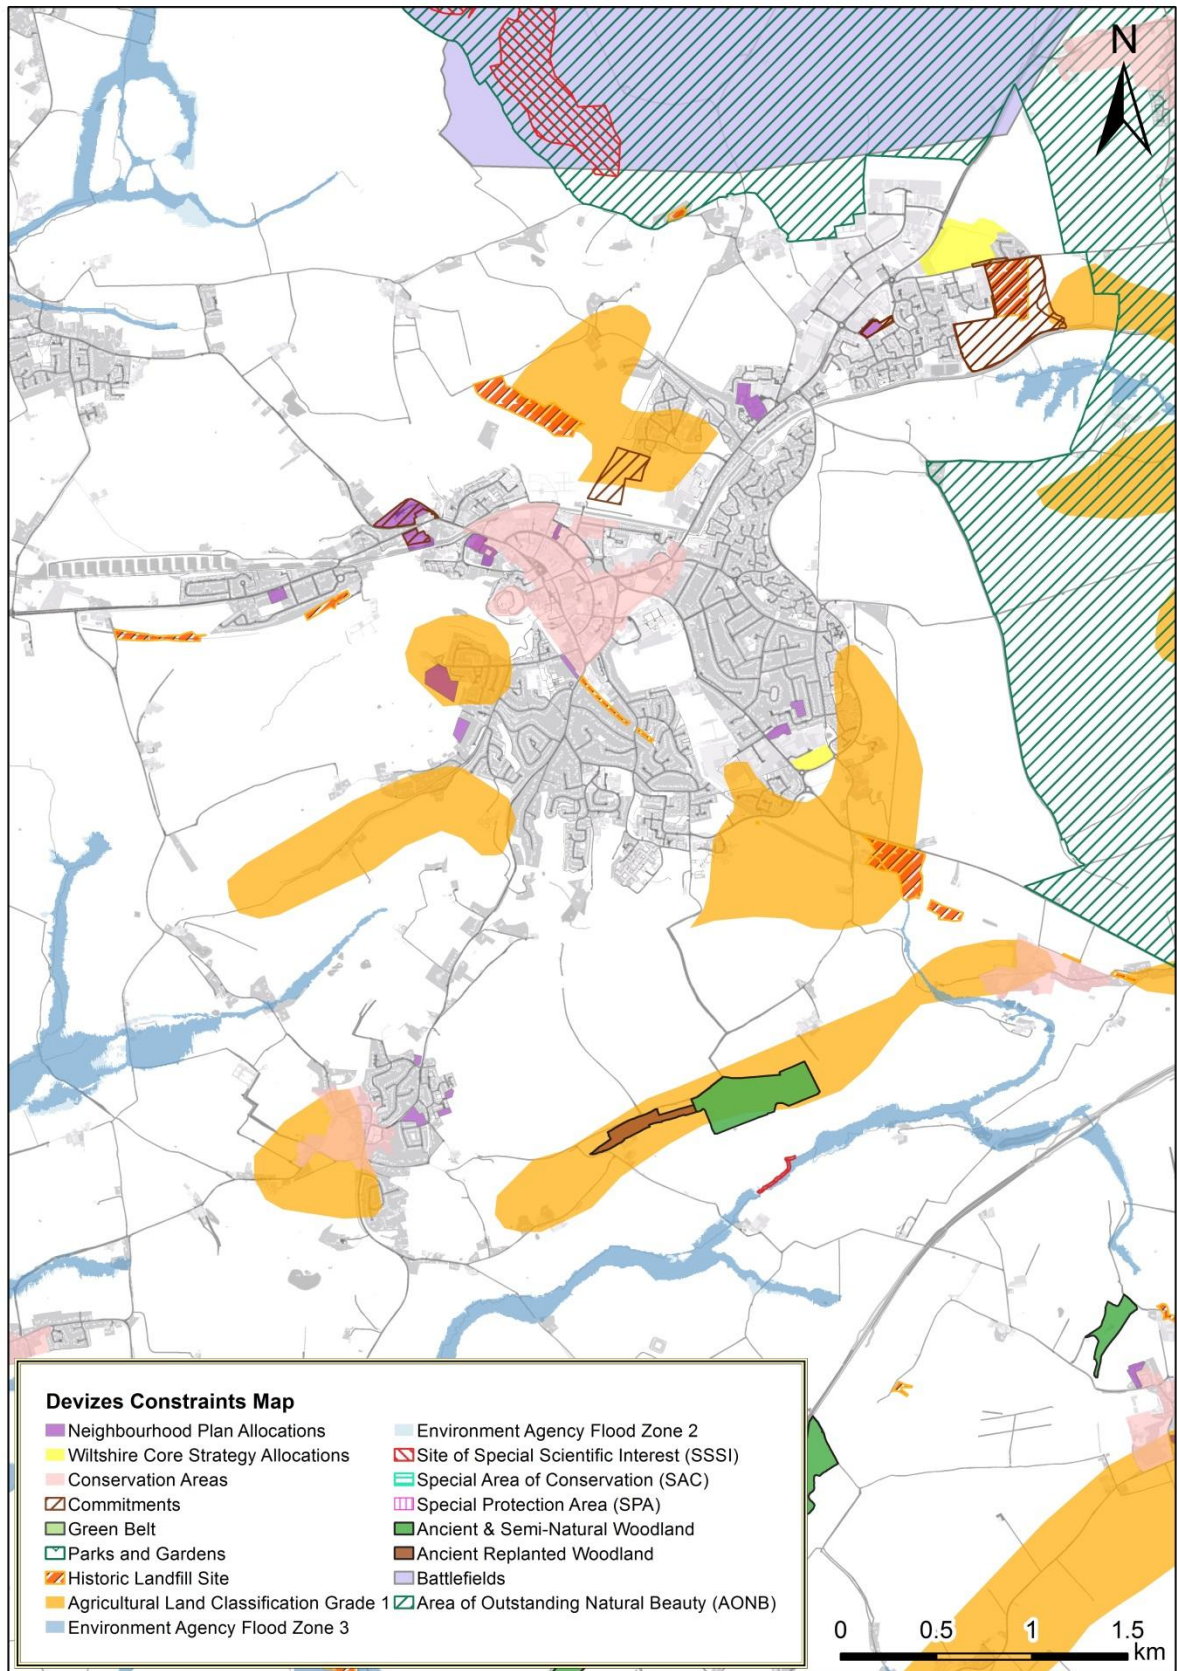 N
Devizes Constraints Map
Neighbourhood Plan Allocations
Wiltshire Core Strategy Allocations
Conservation Areas
Commitments
Green Belt
Parks and Gardens
Historic Landfill Site
Agricultural Land Classification Grade 1
Environment Agency Flood Zone 3
Environment Agency Flood Zone 2
Site of Special Scientific Interest (SSSI)
Special Area of Conservation (SAC)
Special Protection Area (SPA)
Ancient & Semi-Natural Woodland
Ancient Replanted Woodland
Battlefields
Area of Outstanding Natural Beauty (AONB)
0 0.5 1 1.5
km